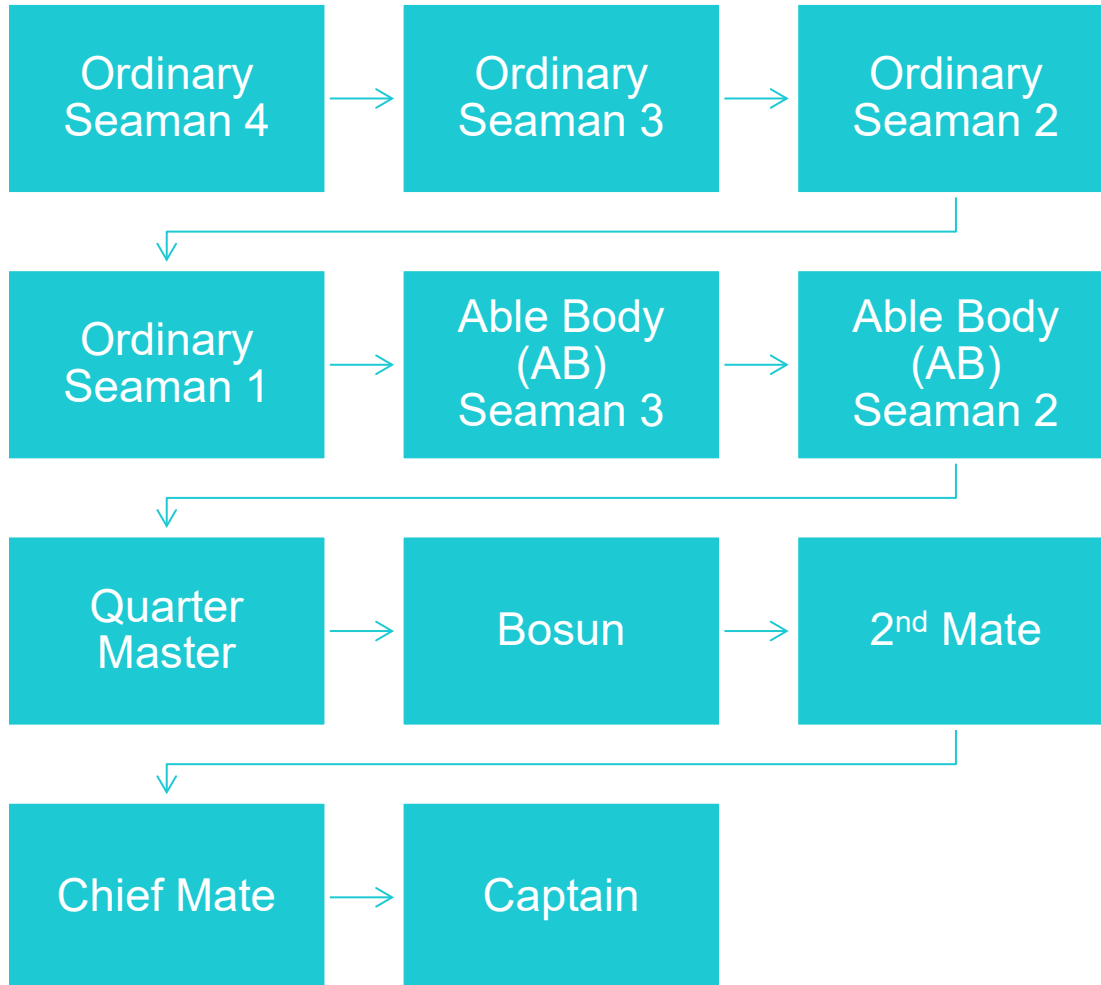 Ordinary
Seaman 4
Ordinary
Seaman 3
Ordinary
Seaman 2
Ordinary
Seaman 1
Able Body
(AB)
Seaman 3
Able Body
(AB)
Seaman 2
Quarter
Master
Bosun
2nd Mate
Chief Mate
Captain